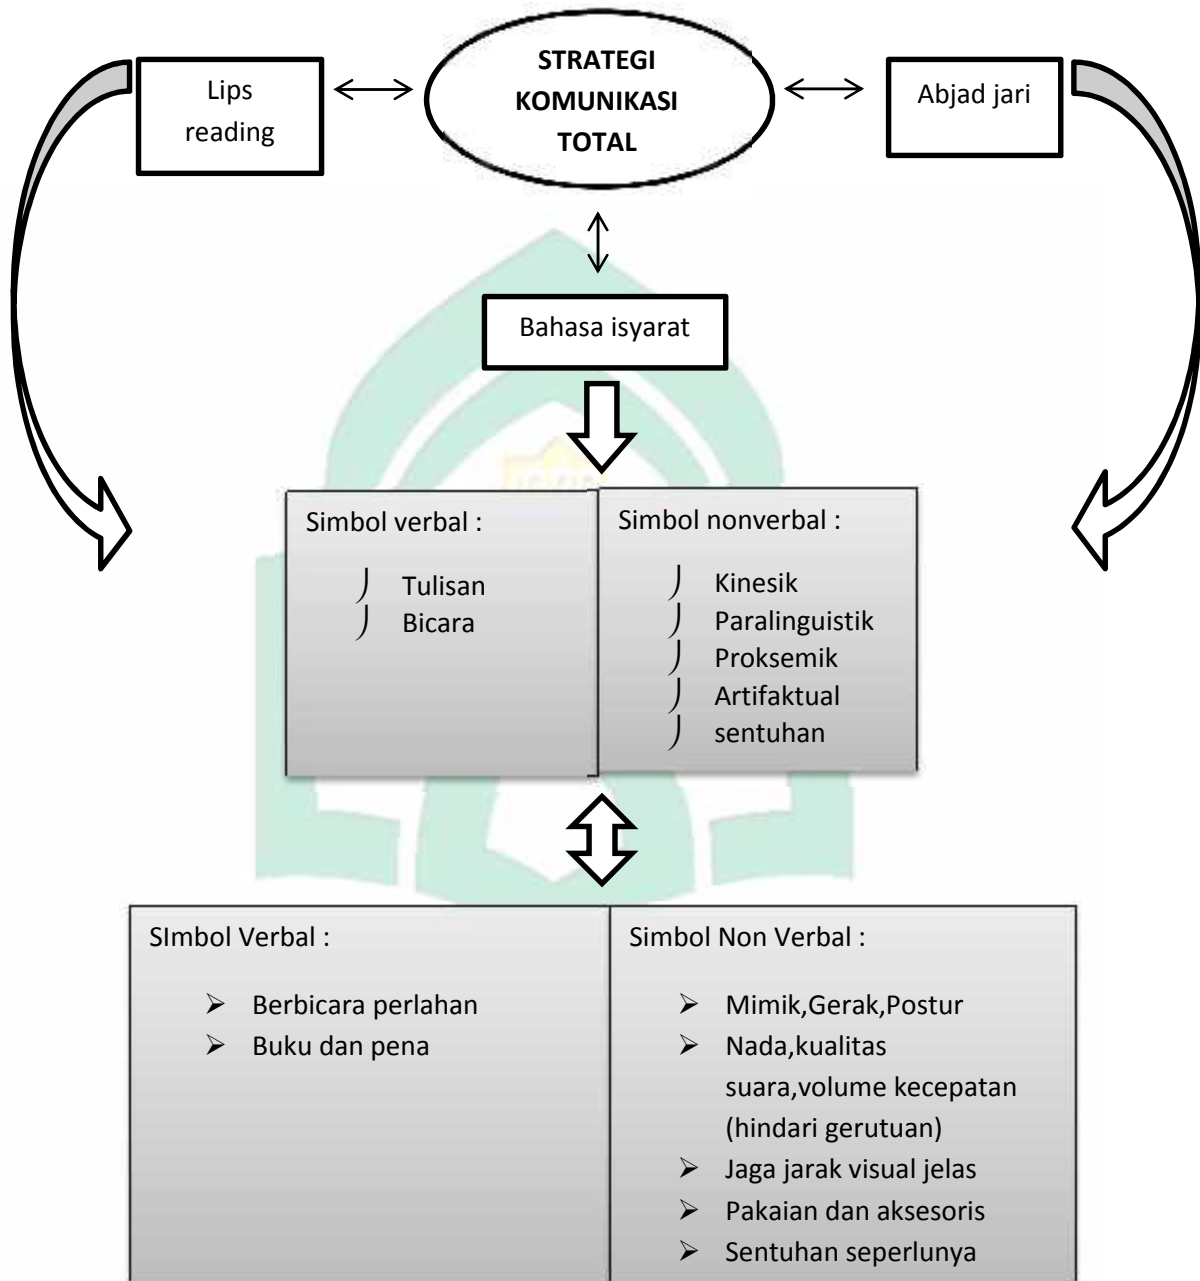 STRATEGI
KOMUNIKASI
TOTAL
Lips
reading
Abjad jari
Bahasa isyarat
Simbol verbal :
Tulisan
Bicara
Simbol nonverbal :
Kinesik
Paralinguistik
Proksemik
Artifaktual
sentuhan
SImbol Verbal :
Berbicara perlahan
Buku dan pena
Simbol Non Verbal :
Mimik,Gerak,Postur
Nada,kualitas
suara,volume kecepatan
(hindari gerutuan)
Jaga jarak visual jelas
Pakaian dan aksesoris
Sentuhan seperlunya